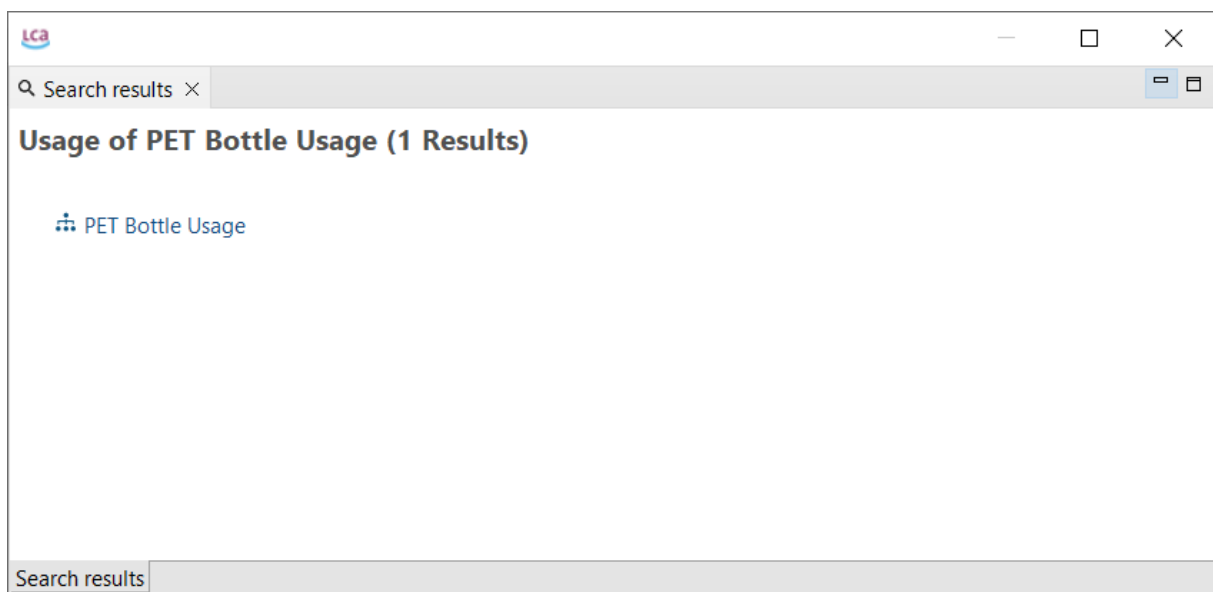 LCa
Search results
Usage of PET Bottle Usage (1 Results)
PET Bottle Usage
Search results